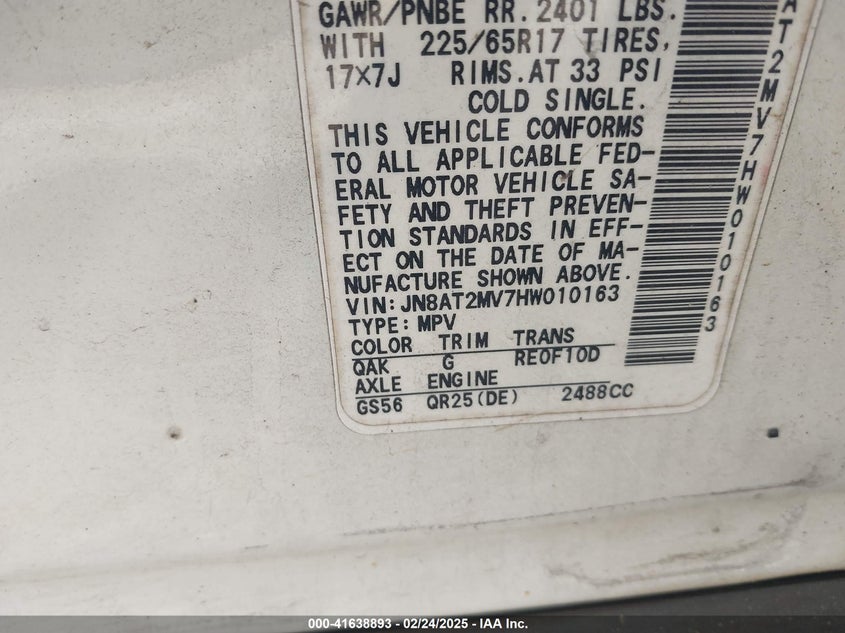 GAWR/PNBE RR. 2401 LBS.
WITH 225/65R17 TIRES,
17×7J RIMS. AT 33 PSI
COLD SINGLE.
THIS VEHICLE CONFORMS
TO ALL APPLICABLE FED-
ERAL MOTOR VEHICLE SA-
FETY AND THEFT PREVEN-
TION STANDARDS IN EFF-
ECT ON THE DATE OF MA-
NUFACTURE SHOWN ABOVE.
VIN: JN8AT2MV7HW010163
TYPE: MPV
COLOR TRIM TRANS
QAK G RE0F10D
AXLE ENGINE
GS56 QR25(DE) 2488CC
AT2MV7HW010163
000-41638893 - 02/24/2025 - IAA Inc.